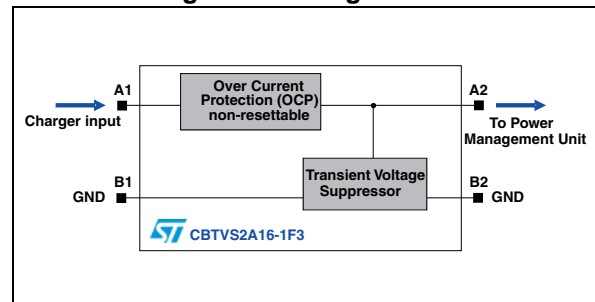 A1
Over Current
Protection (OCP)
non-resettable
A2
Charger input
To Power
Management Unit
B1
Transient Voltage
Suppressor
B2
GND
GND
ST CBTVS2A16-1F3